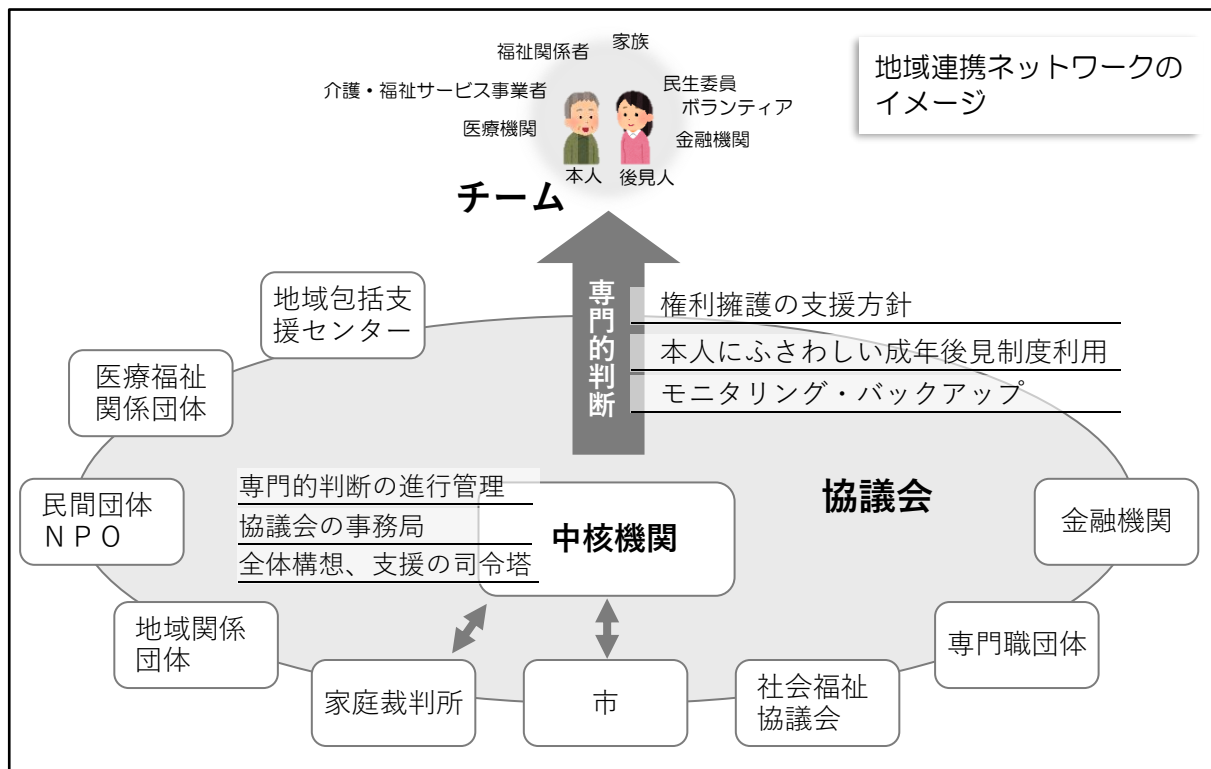 地域連携ネットワークの
イメージ
家族
福祉関係者
民生委員
ボランティア
介護・福祉サービス事業者
医療機関
金融機関
本人
後見人
チーム
専門的判断
権利擁護の支援方針
本人にふさわしい成年後見制度利用
モニタリング・バックアップ
地域包括支
援センター
医療福祉
関係団体
民間団体
ＮＰＯ
地域関係
団体
専門的判断の進行管理
協議会の事務局
全体構想、支援の司令塔
中核機関
協議会
金融機関
専門職団体
社会福祉
協議会
市
家庭裁判所